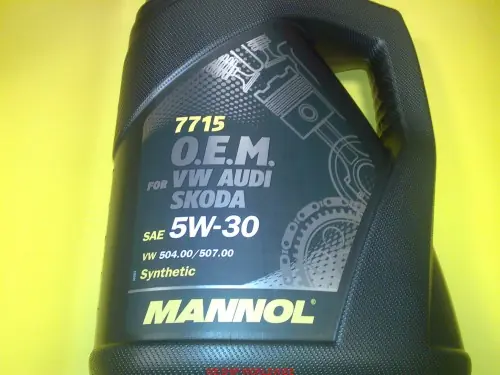 7715
O.E.M.
FOR VW AUDI
SKODA
SAE 5W-30
VW 504.00/507.00
Synthetic
MANNOL®